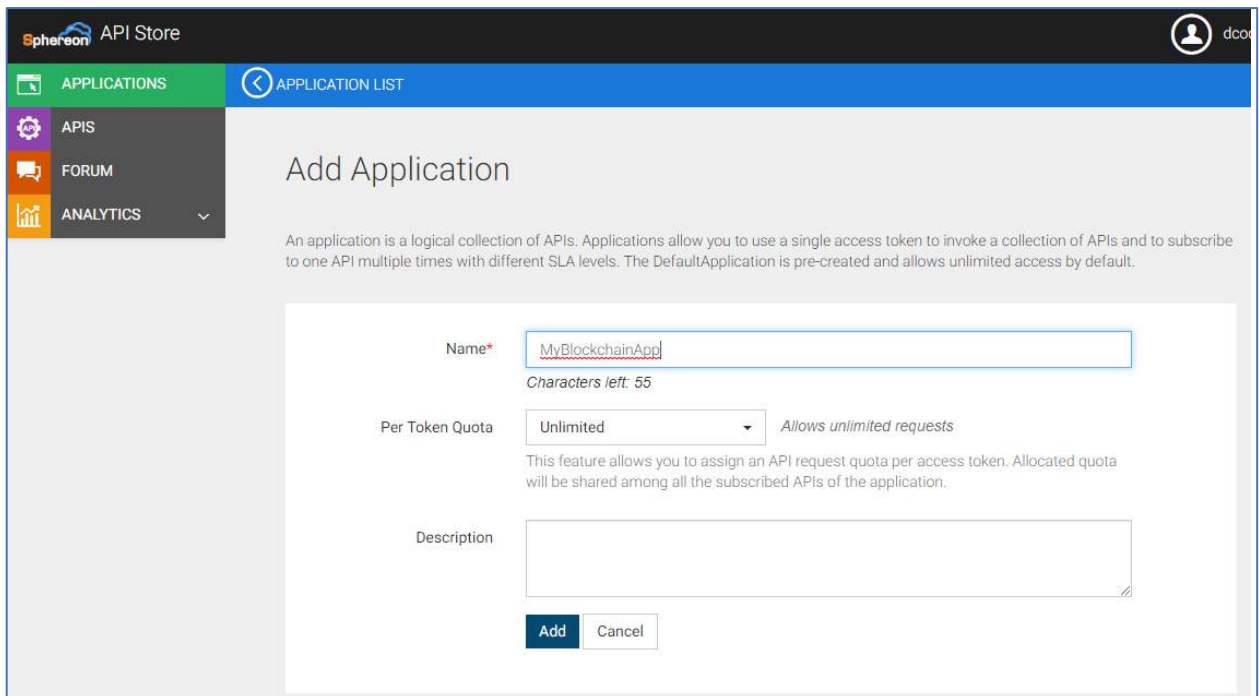 Sphereon API Store
dcod
APPLICATIONS
APPLICATION LIST
APIS
FORUM
ANALYTICS
Add Application
An application is a logical collection of APIs. Applications allow you to use a single access token to invoke a collection of APIs and to subscribe
to one API multiple times with different SLA levels. The DefaultApplication is pre-created and allows unlimited access by default.
Name*
MyBlockchainApp
Characters left: 55
Per Token Quota
Unlimited
Allows unlimited requests
This feature allows you to assign an API request quota per access token. Allocated quota
will be shared among all the subscribed APIs of the application.
Description
Add
Cancel